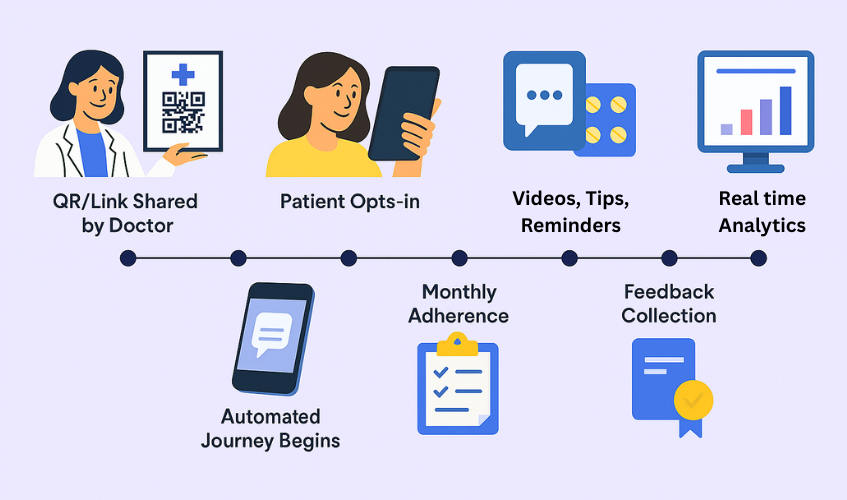 QR/Link Shared
by Doctor
Patient Opts-in
Videos, Tips,
Reminders
Real time
Analytics
Automated
Journey Begins
Monthly
Adherence
Feedback
Collection